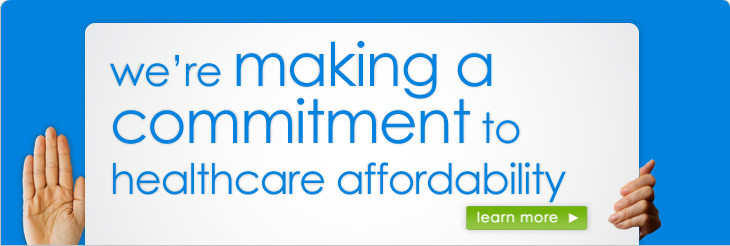 we're making a
commitment to
healthcare affordability
learn more